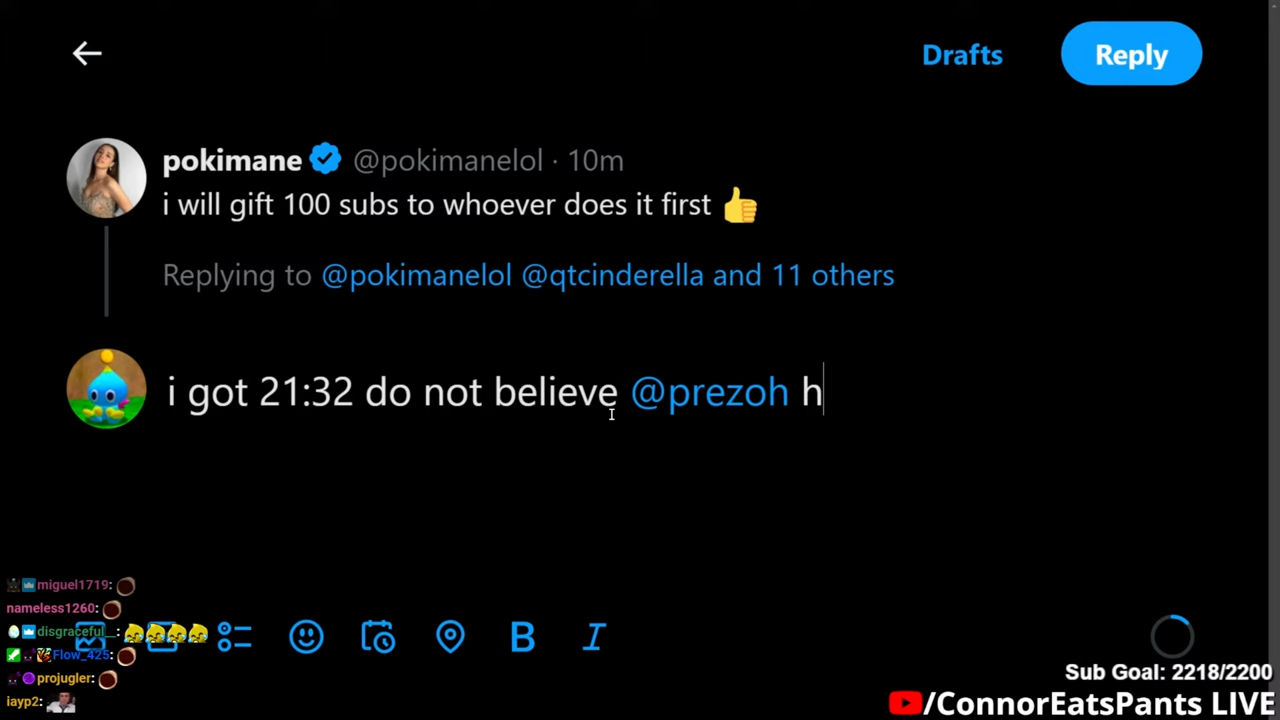 Drafts
Reply
pokimane @pokimanelol · 10m
i will gift 100 subs to whoever does it first 👍
Replying to @pokimanelol @qtcinderella and 11 others
i got 21:32 do not believe @prezoh h
miguel1719:
nameless1260:
disgraceful__:
Flow_425:
projugler:
iayp2:
B I
Sub Goal: 2218/2200
/ConnorEatsPants LIVE